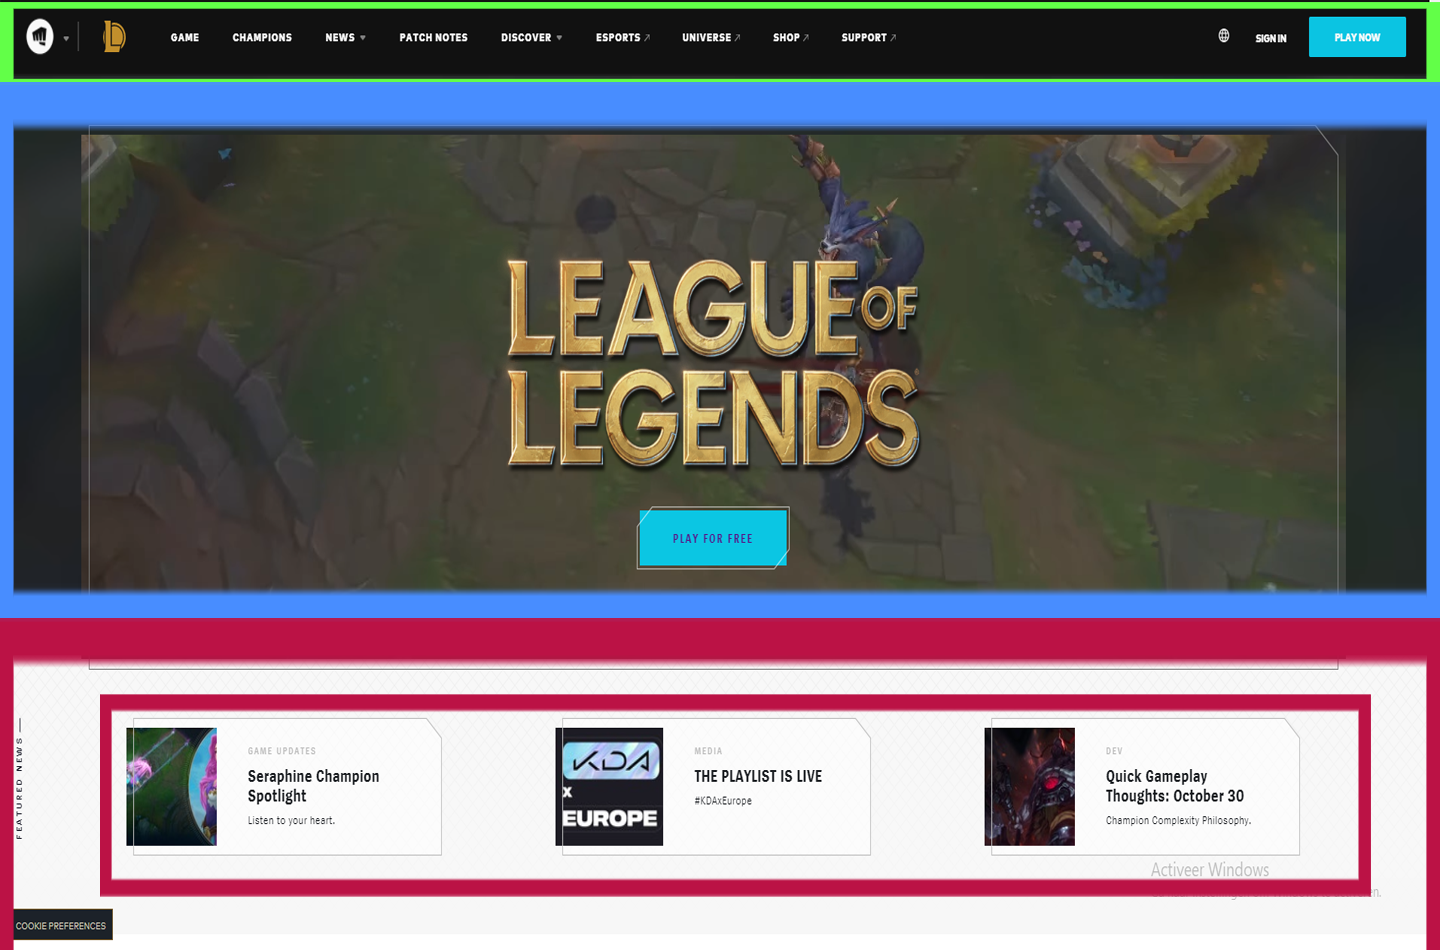 GAME CHAMPIONS NEWS PATCH NOTES DISCOVER ESPORTS UNIVERSE SHOP SUPPORT SIGN IN PLAY NOW
LEAGUE OF
LEGENDS
PLAY FOR FREE
FEATURED NEWS
GAME UPDATES
Seraphine Champion
Spotlight
Listen to your heart.
KDA
X
EUROPE
MEDIA
THE PLAYLIST IS LIVE
#KDAxEurope
DEV
Quick Gameplay
Thoughts: October 30
Champion Complexity Philosophy.
Activeer Windows
COOKIE PREFERENCES